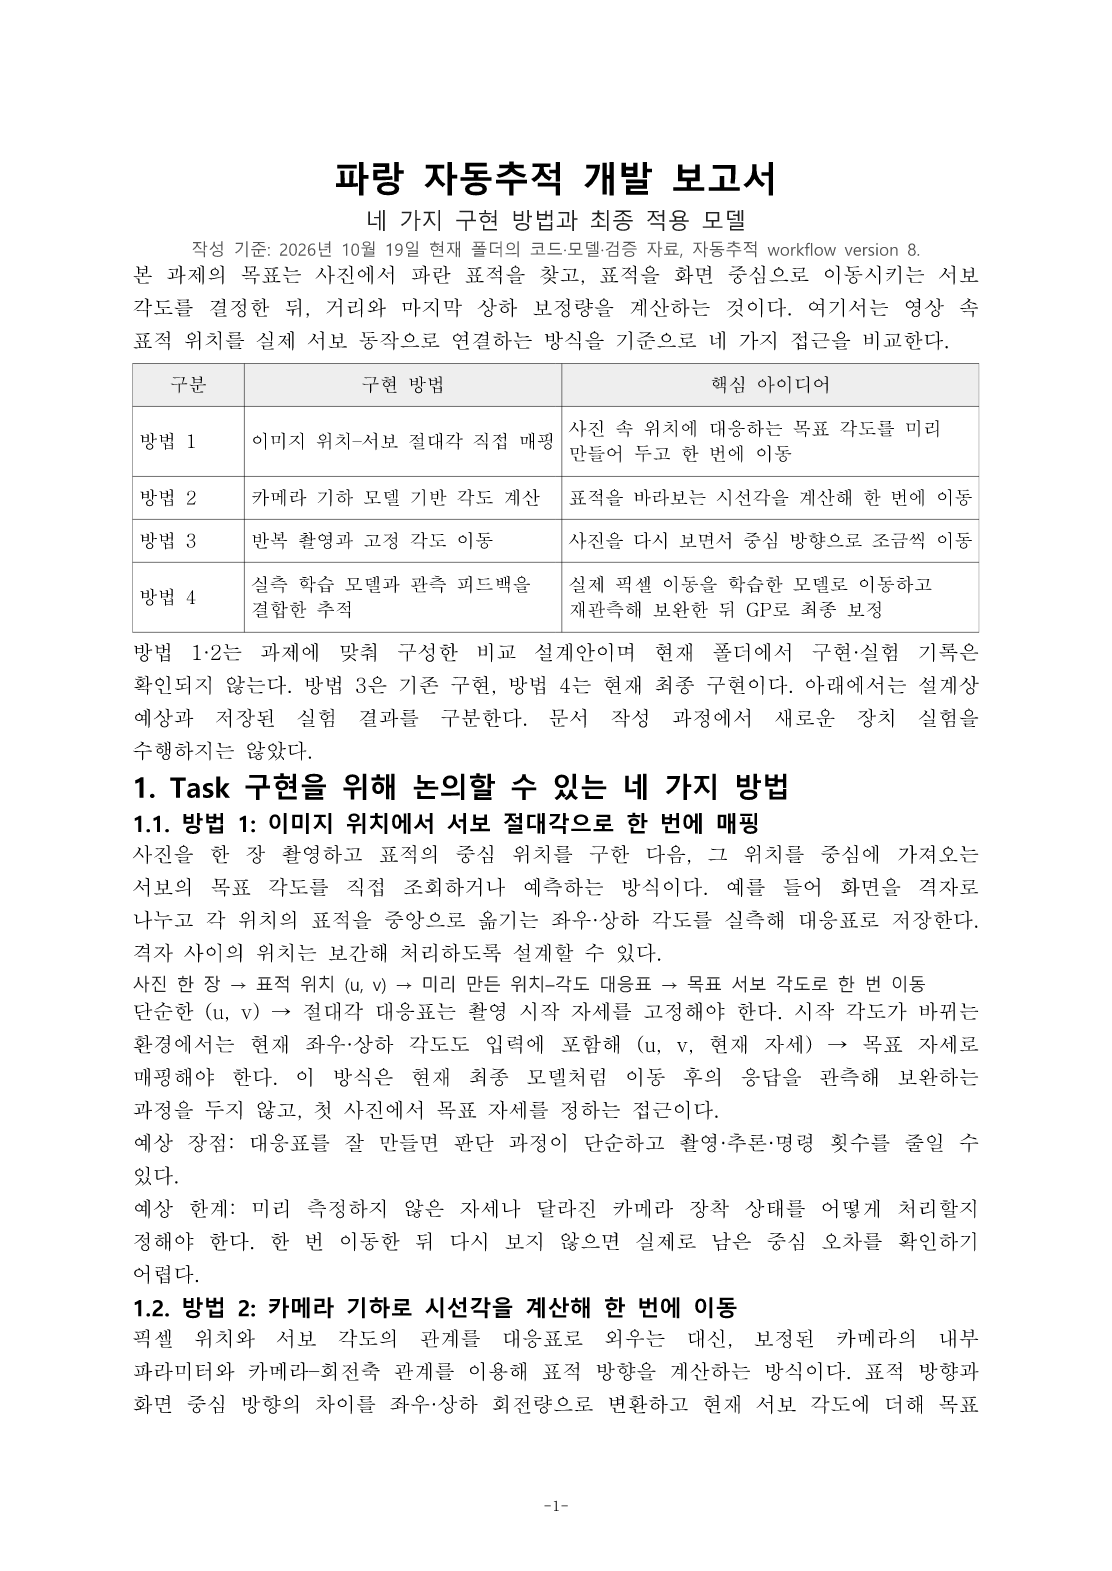 파랑 자동추적 개발 보고서
네 가지 구현 방법과 최종 적용 모델
작성 기준: 2026년 10월 19일 현재 폴더의 코드·모델·검증 자료, 자동추적 workflow version 8.
본 과제의 목표는 사진에서 파란 표적을 찾고, 표적을 화면 중심으로 이동시키는 서보
각도를 결정한 뒤, 거리와 마지막 상하 보정량을 계산하는 것이다. 여기서는 영상 속
표적 위치를 실제 서보 동작으로 연결하는 방식을 기준으로 네 가지 접근을 비교한다.
구분 구현 방법 핵심 아이디어
방법 1 이미지 위치–서보 절대각 직접 매핑 사진 속 위치에 대응하는 목표 각도를 미리
만들어 두고 한 번에 이동
방법 2 카메라 기하 모델 기반 각도 계산 표적을 바라보는 시선각을 계산해 한 번에 이동
방법 3 반복 촬영과 고정 각도 이동 사진을 다시 보면서 중심 방향으로 조금씩 이동
방법 4 실측 학습 모델과 관측 피드백을
결합한 추적 실제 픽셀 이동을 학습한 모델로 이동하고
재관측해 보완한 뒤 GP로 최종 보정
방법 1·2는 과제에 맞춰 구성한 비교 설계안이며 현재 폴더에서 구현·실험 기록은
확인되지 않는다. 방법 3은 기존 구현, 방법 4는 현재 최종 구현이다. 아래에서는 설계상
예상과 저장된 실험 결과를 구분한다. 문서 작성 과정에서 새로운 장치 실험을
수행하지는 않았다.
1. Task 구현을 위해 논의할 수 있는 네 가지 방법
1.1. 방법 1: 이미지 위치에서 서보 절대각으로 한 번에 매핑
사진을 한 장 촬영하고 표적의 중심 위치를 구한 다음, 그 위치를 중심에 가져오는
서보의 목표 각도를 직접 조회하거나 예측하는 방식이다. 예를 들어 화면을 격자로
나누고 각 위치의 표적을 중앙으로 옮기는 좌우·상하 각도를 실측해 대응표로 저장한다.
격자 사이의 위치는 보간해 처리하도록 설계할 수 있다.
사진 한 장 → 표적 위치 (u, v) → 미리 만든 위치–각도 대응표 → 목표 서보 각도로 한 번 이동
단순한 (u, v) → 절대각 대응표는 촬영 시작 자세를 고정해야 한다. 시작 각도가 바뀌는
환경에서는 현재 좌우·상하 각도도 입력에 포함해 (u, v, 현재 자세) → 목표 자세로
매핑해야 한다. 이 방식은 현재 최종 모델처럼 이동 후의 응답을 관측해 보완하는
과정을 두지 않고, 첫 사진에서 목표 자세를 정하는 접근이다.
예상 장점: 대응표를 잘 만들면 판단 과정이 단순하고 촬영·추론·명령 횟수를 줄일 수
있다.
예상 한계: 미리 측정하지 않은 자세나 달라진 카메라 장착 상태를 어떻게 처리할지
정해야 한다. 한 번 이동한 뒤 다시 보지 않으면 실제로 남은 중심 오차를 확인하기
어렵다.
1.2. 방법 2: 카메라 기하로 시선각을 계산해 한 번에 이동
픽셀 위치와 서보 각도의 관계를 대응표로 외우는 대신, 보정된 카메라의 내부
파라미터와 카메라–회전축 관계를 이용해 표적 방향을 계산하는 방식이다. 표적 방향과
화면 중심 방향의 차이를 좌우·상하 회전량으로 변환하고 현재 서보 각도에 더해 목표
-1-